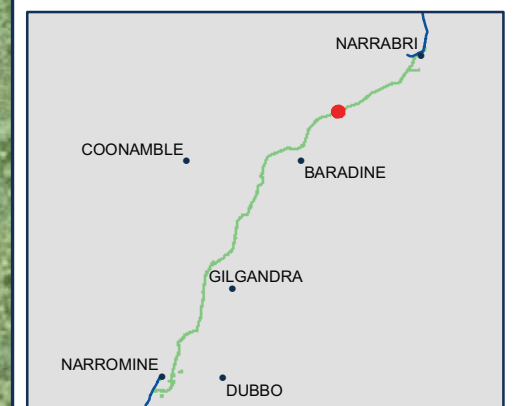 NARRABRI
COONAMBLE
BARADINE
GILGANDRA
NARROMINE
DUBBO